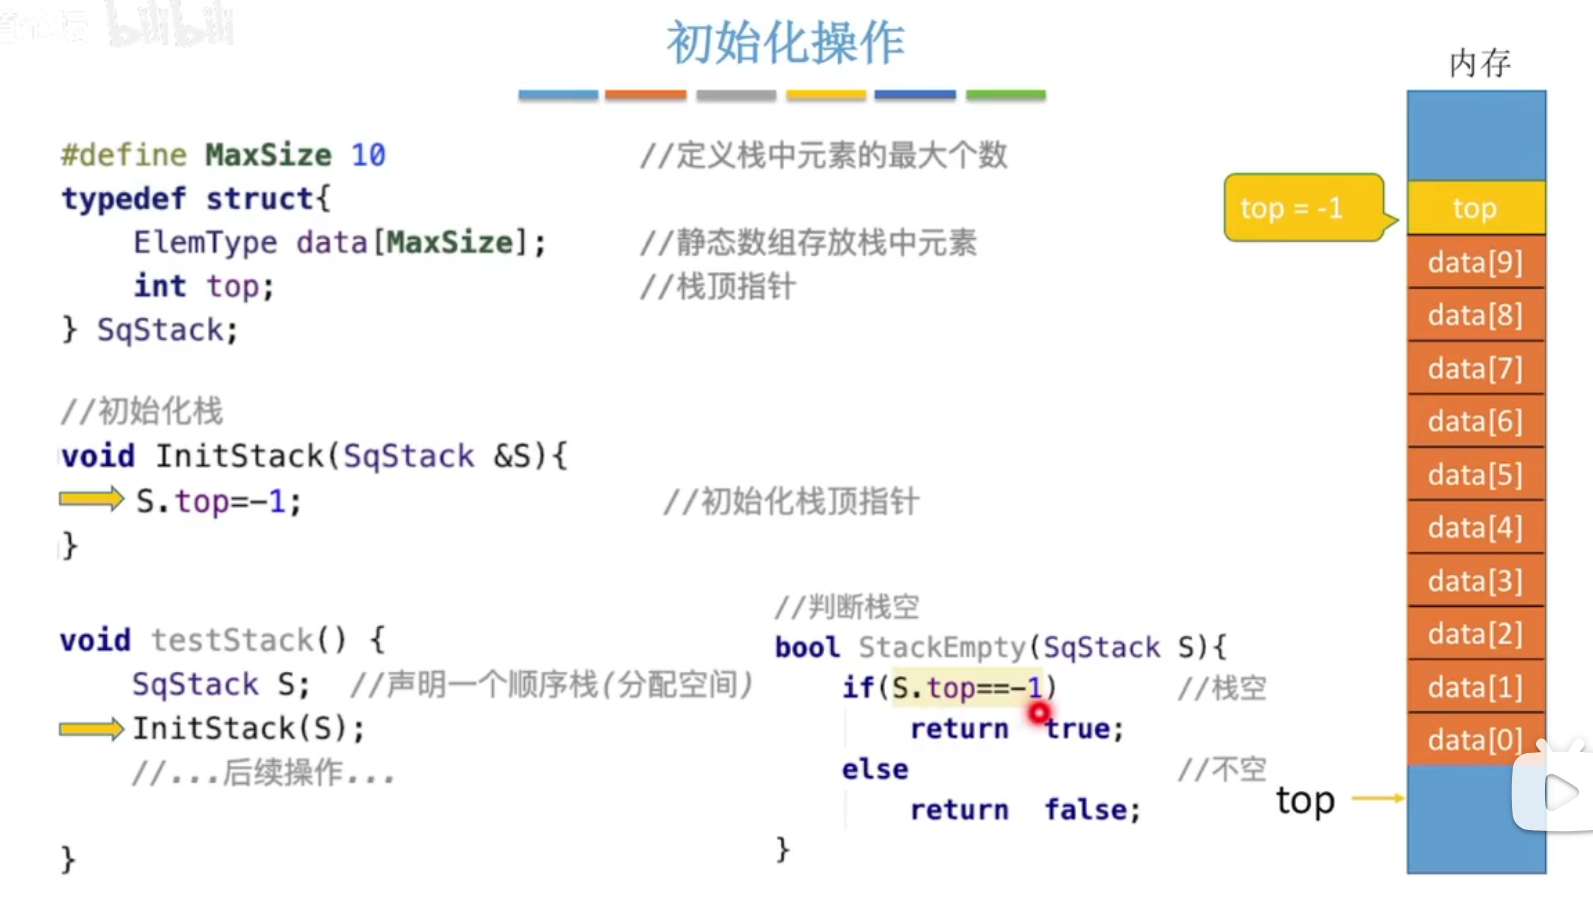 bilibili
初始化操作
#define MaxSize 10 //定义栈中元素的最大个数
typedef struct{
ElemType data[MaxSize]; //静态数组存放栈中元素
int top; //栈顶指针
} SqStack;
//初始化栈
void InitStack(SqStack &S){
S.top=-1; //初始化栈顶指针
}
void testStack() {
SqStack S; //声明一个顺序栈(分配空间)
InitStack(S);
//...后续操作...
}
//判断栈空
bool StackEmpty(SqStack S){
if(S.top==-1) //栈空
return true;
else //不空
return false;
}
内存
top = -1
top
data[9]
data[8]
data[7]
data[6]
data[5]
data[4]
data[3]
data[2]
data[1]
data[0]
top